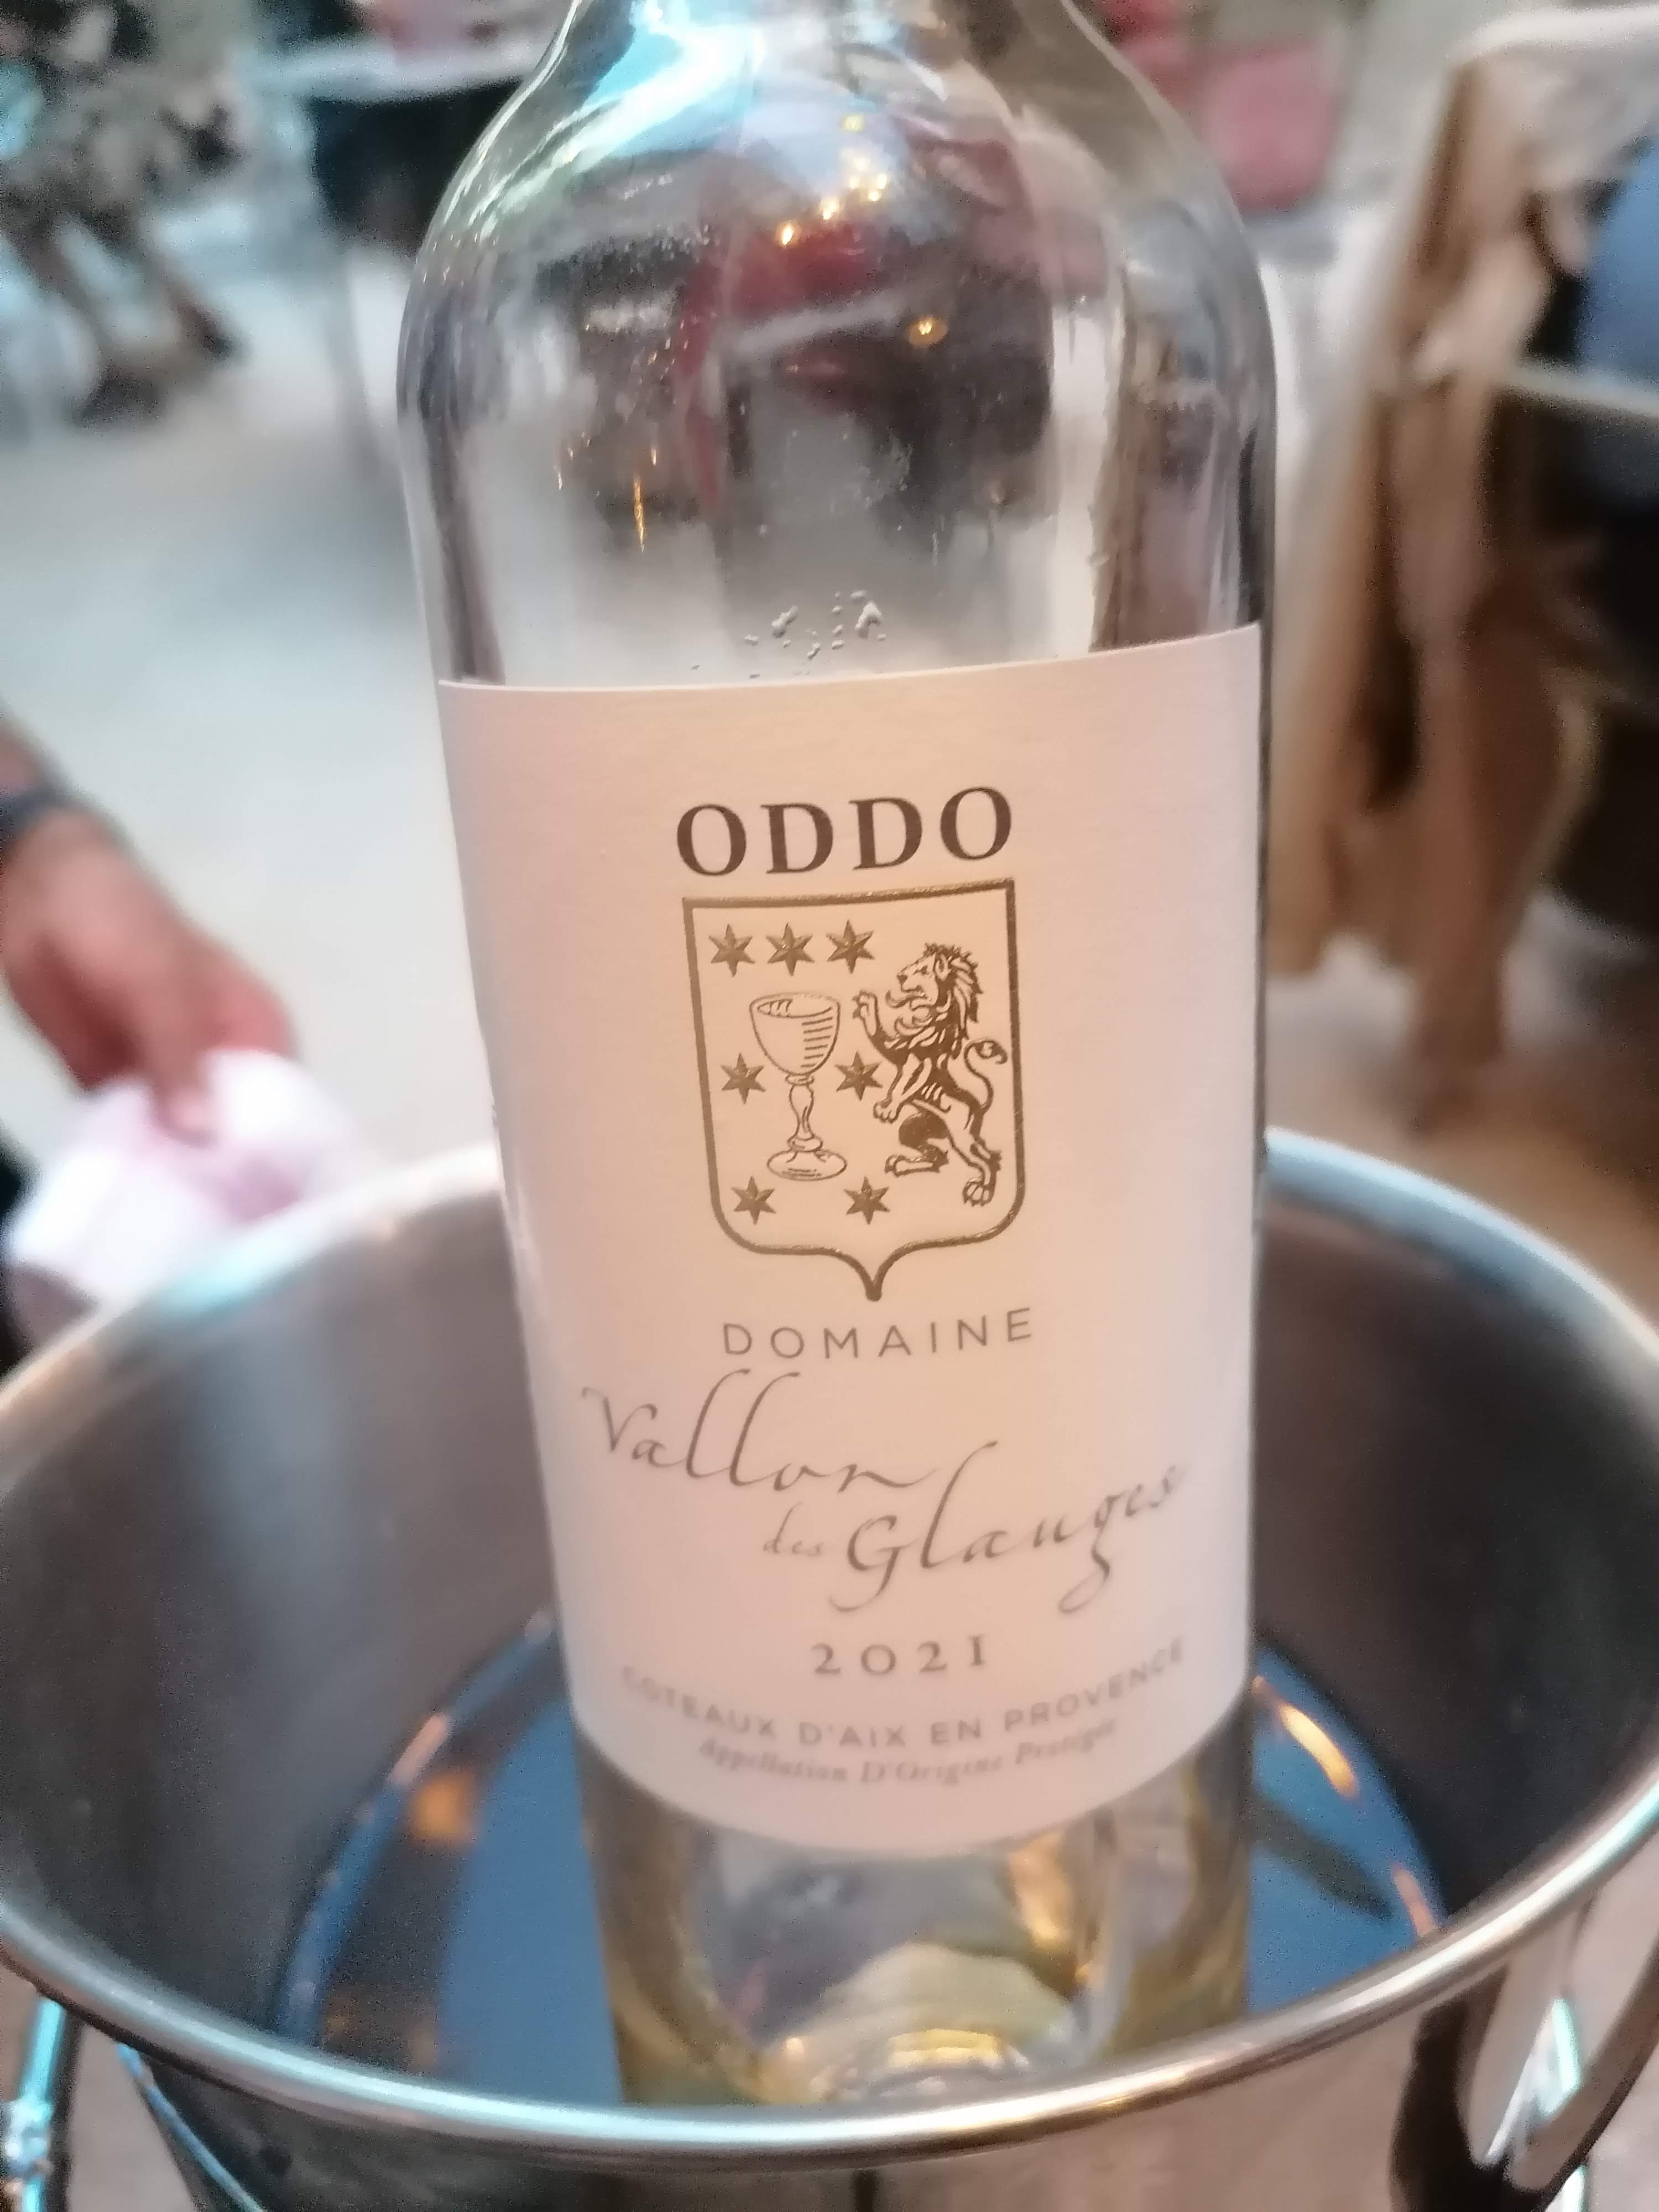 ODDO
DOMAINE
Vallon
des Glauges
2021
COTEAUX D'AIX EN PROVENCE
Appellation D'Origine Protégée